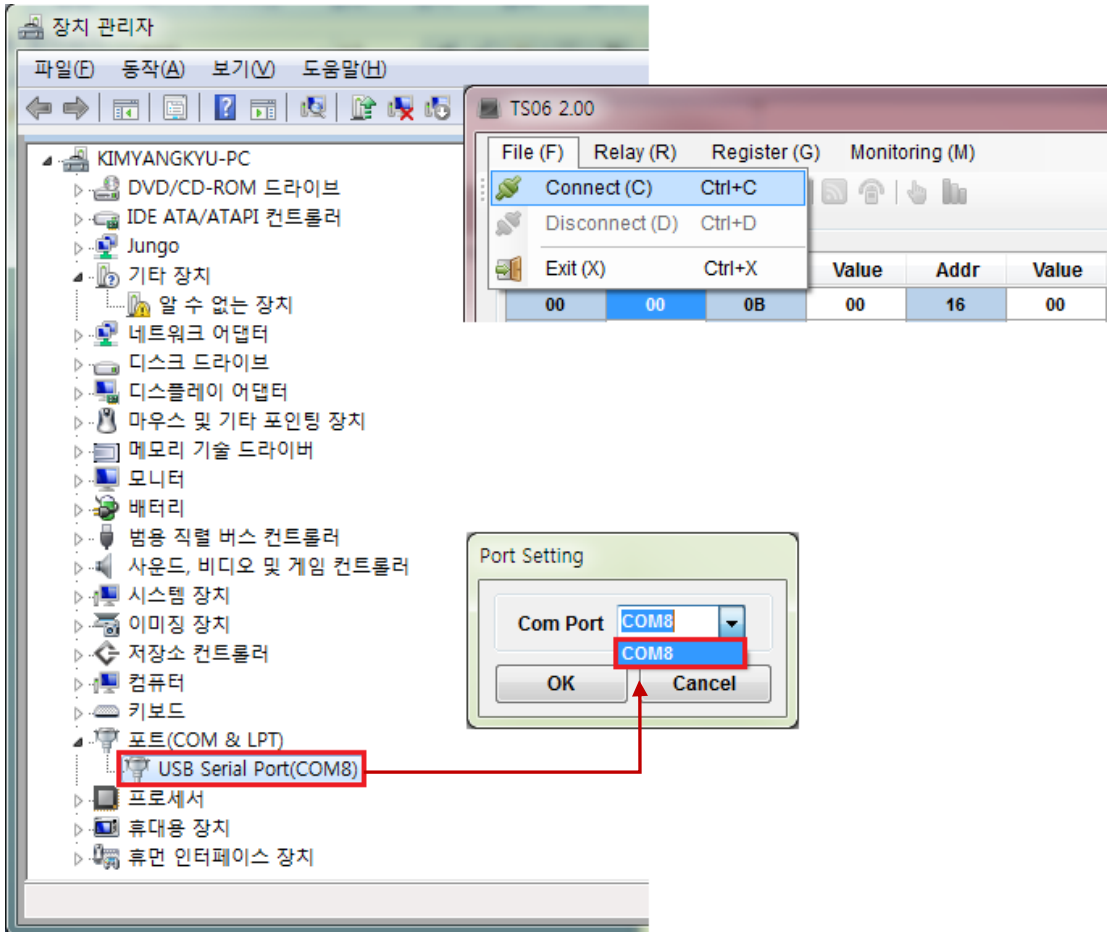 장치 관리자
파일(F) 동작(A) 보기(V) 도움말(H)
KIMYANGKYU-PC
DVD/CD-ROM 드라이브
IDE ATA/ATAPI 컨트롤러
Jungo
기타 장치
알 수 없는 장치
네트워크 어댑터
디스크 드라이브
디스플레이 어댑터
마우스 및 기타 포인팅 장치
메모리 기술 드라이버
모니터
배터리
범용 직렬 버스 컨트롤러
사운드, 비디오 및 게임 컨트롤러
시스템 장치
이미징 장치
저장소 컨트롤러
컴퓨터
키보드
포트(COM & LPT)
USB Serial Port(COM8)
프로세서
휴대용 장치
휴먼 인터페이스 장치
TS06 2.00
File (F) Relay (R) Register (G) Monitoring (M)
Connect (C) Ctrl+C
Disconnect (D) Ctrl+D
Exit (X) Ctrl+X
Value Addr Value
00 00 0B 00 16 00
Port Setting
Com Port COM8
COM8
OK Cancel